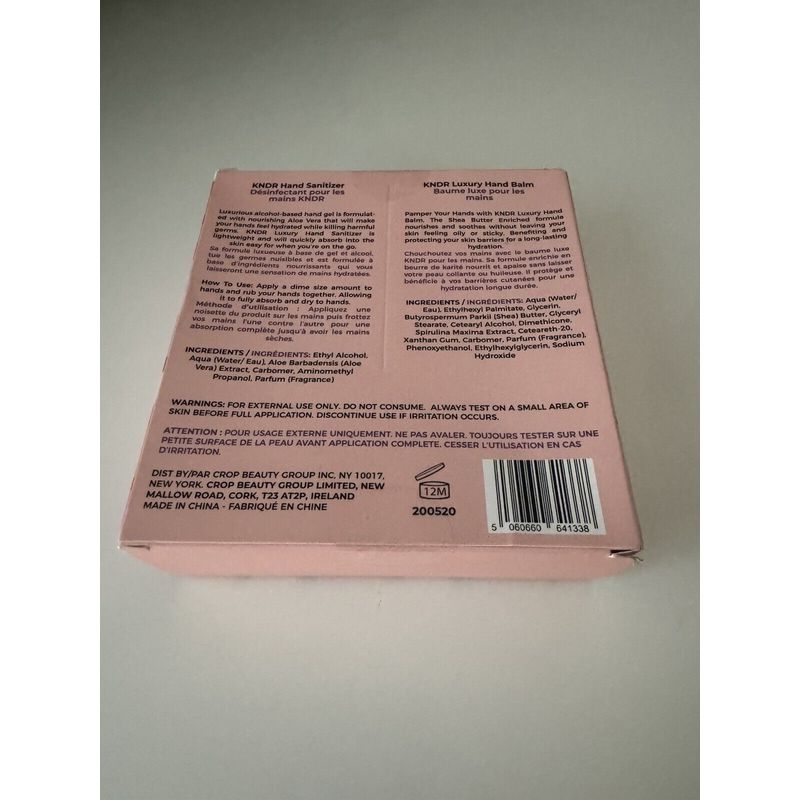 KNDR Hand Sanitizer
Désinfectant pour les
mains KNDR
Luxurious alcohol-based hand gel is formulat-
ed with nourishing Aloe Vera that will make
your hands feel hydrated while killing harmful
germs. KNDR Luxury Hand Sanitizer is
lightweight and will quickly absorb into the
skin easy for when you're on the go.
Sa formule luxueuse à base de gel et alcool,
tue les germes nuisibles et est formulée à
base d'ingrédients nourrissants qui vous
laisseront une sensation de mains hydratées.
How To Use: Apply a dime size amount to
hands and rub your hands together. Allowing
it to fully absorb and dry to hands.
Méthode d'utilisation : Appliquez une
noisette du produit sur les mains puis frottez
vos mains l'une contre l'autre pour une
absorption complète jusqu'à avoir les mains
sèches.
INGREDIENTS / INGRÉDIENTS: Ethyl Alcohol,
Aqua (Water/ Eau), Aloe Barbadensis (Aloe
Vera) Extract, Carbomer, Aminomethyl
Propanol, Parfum (Fragrance)
KNDR Luxury Hand Balm
Baume luxe pour les
mains
Pamper Your Hands with KNDR Luxury Hand
Balm. The Shea Butter Enriched formula
nourishes and soothes without leaving your
skin feeling oily or sticky. Benefiting and
protecting your skin barriers for a long-lasting
hydration.
Chouchoutez vos mains avec le baume luxe
KNDR pour les mains. Sa formule enrichie en
beurre de karité nourrit et apaise sans laisser
votre peau collante ou huileuse. Il protège et
bénéficie à vos barrières cutanées pour une
hydratation longue durée.
INGREDIENTS / INGRÉDIENTS: Aqua (Water/
Eau), Ethylhexyl Palmitate, Glycerin,
Butyrospermum Parkii (Shea) Butter, Glyceryl
Stearate, Cetearyl Alcohol, Dimethicone,
Spirulina Maxima Extract, Ceteareth-20,
Xanthan Gum, Carbomer, Parfum (Fragrance),
Phenoxyethanol, Ethylhexylglycerin, Sodium
Hydroxide
WARNINGS: FOR EXTERNAL USE ONLY. DO NOT CONSUME. ALWAYS TEST ON A SMALL AREA OF
SKIN BEFORE FULL APPLICATION. DISCONTINUE USE IF IRRITATION OCCURS.
ATTENTION : POUR USAGE EXTERNE UNIQUEMENT. NE PAS AVALER. TOUJOURS TESTER SUR UNE
PETITE SURFACE DE LA PEAU AVANT APPLICATION COMPLETE. CESSER L'UTILISATION EN CAS
D'IRRITATION.
DIST BY/PAR CROP BEAUTY GROUP INC, NY 10017,
NEW YORK. CROP BEAUTY GROUP LIMITED, NEW
MALLOW ROAD, CORK, T23 AT2P, IRELAND
MADE IN CHINA - FABRIQUÉ EN CHINE
12M
200520
5 060660 641338